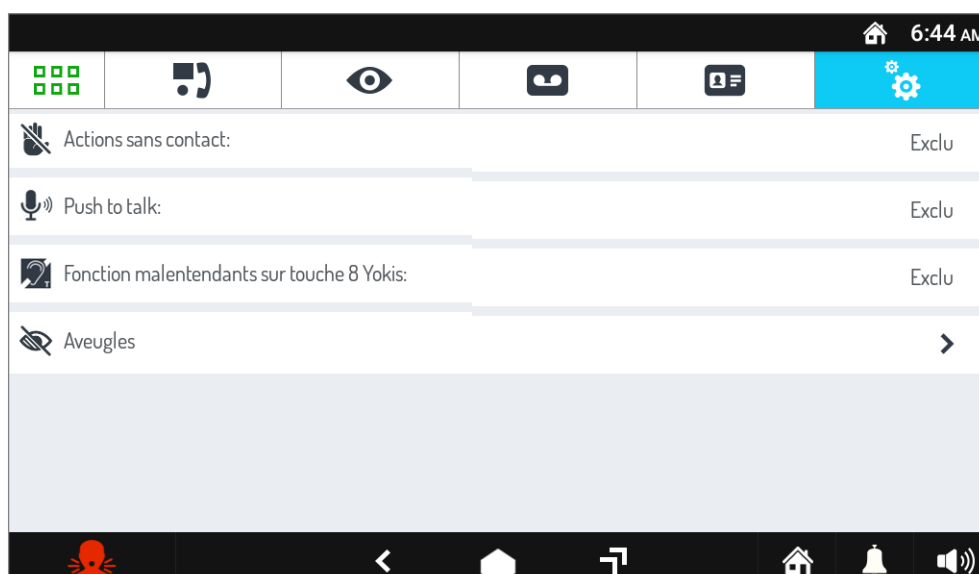 6:44 AM
Actions sans contact: Exclu
Push to talk: Exclu
Fonction malentendants sur touche 8 Yokis: Exclu
Aveugles